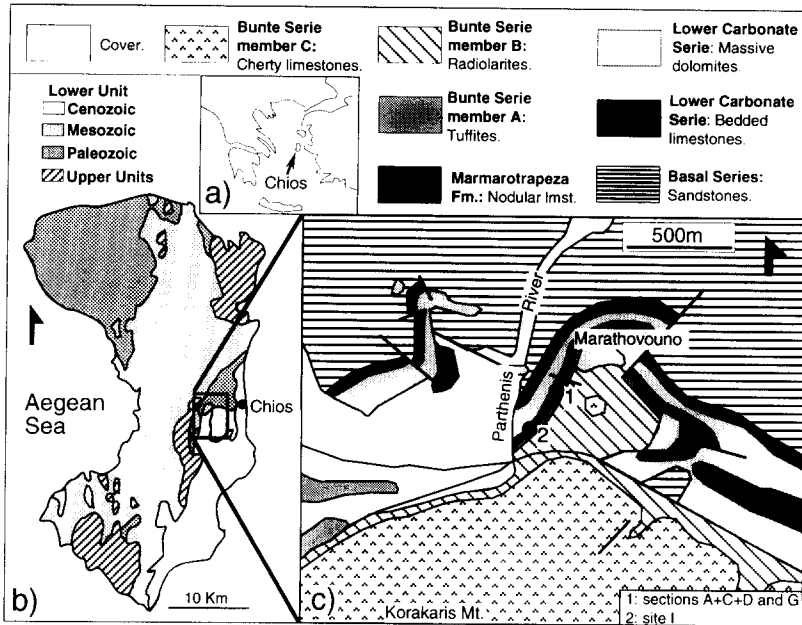 Cover.
Bunte Serie
member C:
Cherty limestones.
Bunte Serie
member B:
Radiolarites.
Lower Carbonate
Serie: Massive
dolomites.
Lower Unit
Cenozoic
Mesozoic
Paleozoic
Upper Units
Bunte Serie
member A:
Tuffites.
Lower Carbonate
Serie: Bedded
limestones.
Marmarotrapeza
Fm.: Nodular lmst.
Basal Series:
Sandstones.
a)
Chios
500m
River
Marathovouno
Parthenis
1
2
Aegean
Sea
Chios
10 Km
b)
c)
Korakaris Mt.
1: sections A+C+D and G
2: site I